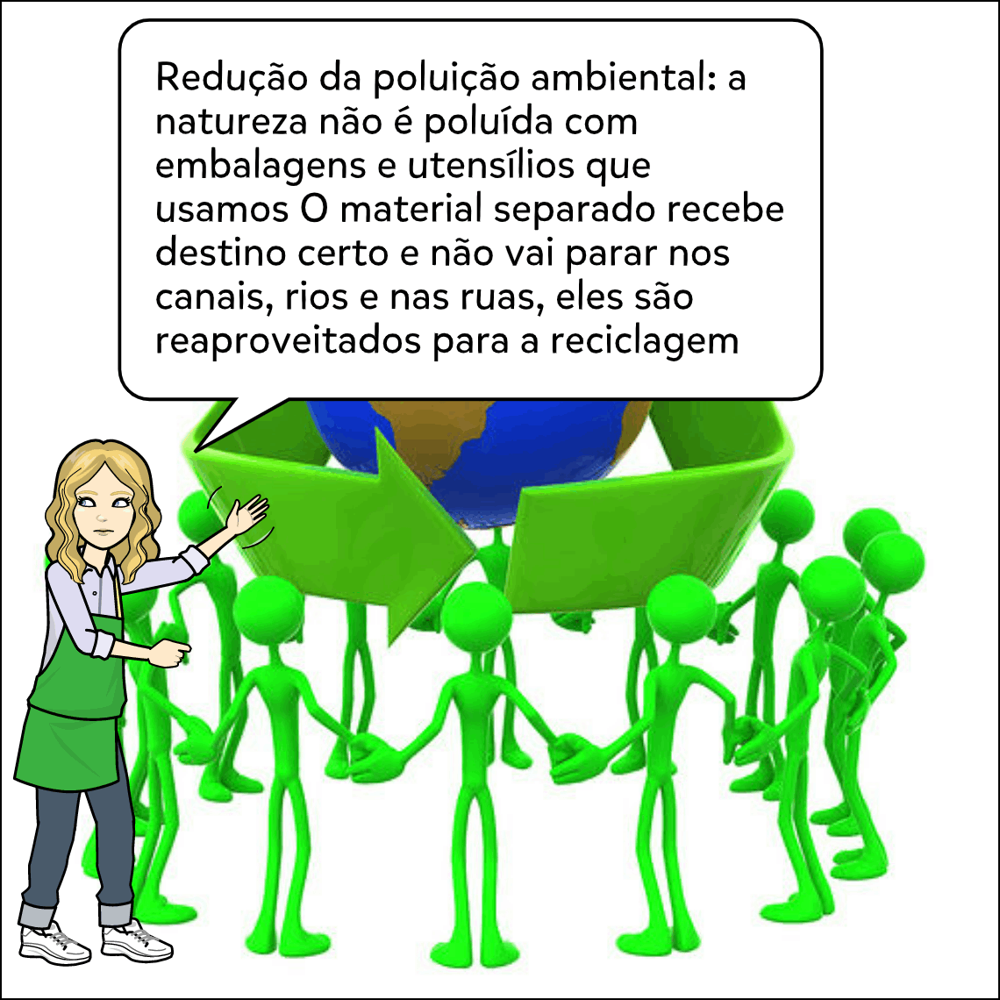 Redução da poluição ambiental: a
natureza não é poluída com
embalagens e utensílios que
usamos O material separado recebe
destino certo e não vai parar nos
canais, rios e nas ruas, eles são
reaproveitados para a reciclagem